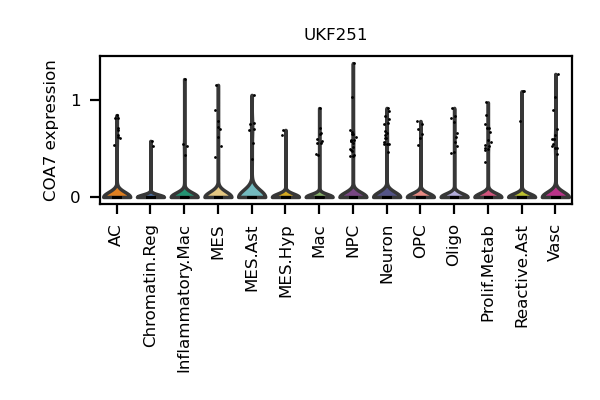 UKF251
COA7 expression
1
0
AC
Chromatin.Reg
Inflammatory.Mac
MES
MES.Ast
MES.Hyp
Mac
NPC
Neuron
OPC
Oligo
Prolif.Metab
Reactive.Ast
Vasc